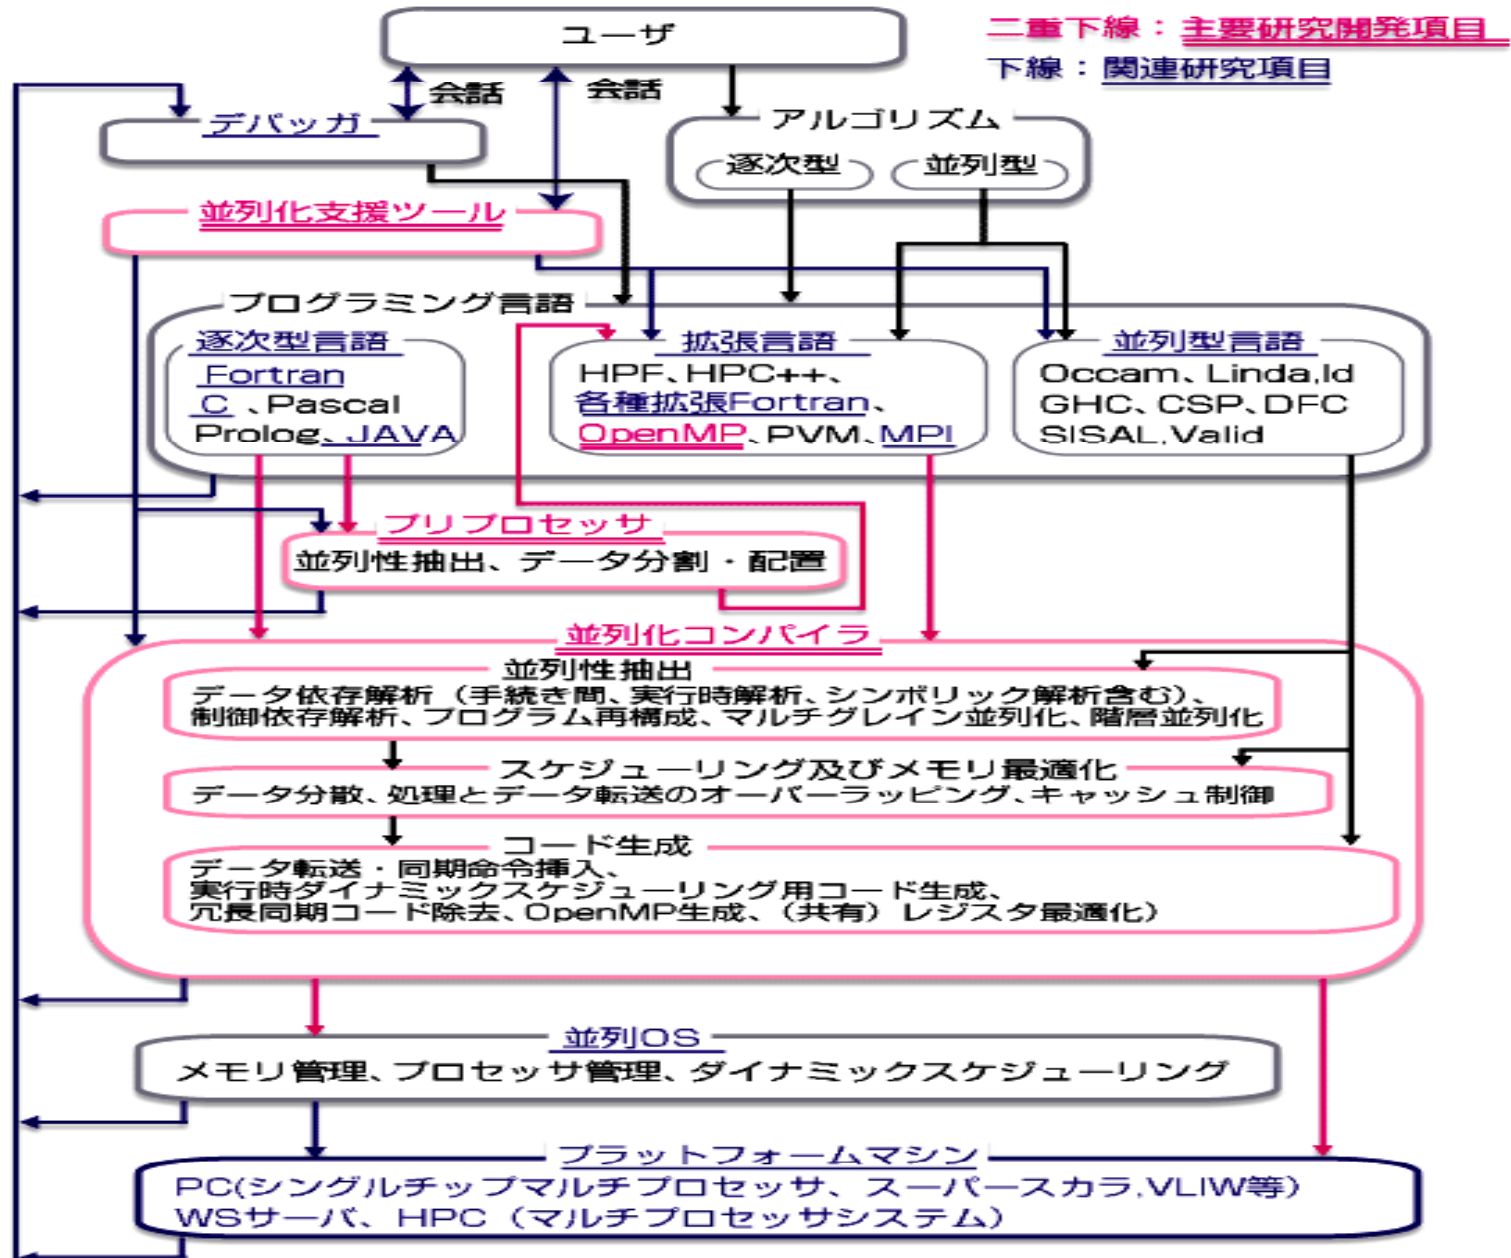 ユーザ
二重下線：主要研究開発項目
下線：関連研究項目
会話
会話
デバッガ
アルゴリズム
逐次型
並列型
並列化支援ツール
プログラミング言語
逐次型言語
Fortran
C、Pascal
Prolog、JAVA
拡張言語
HPF、HPC++、
各種拡張Fortran、
OpenMP、PVM、MPI
並列型言語
Occam、Linda,Id
GHC、CSP、DFC
SISAL,Valid
プリプロセッサ
並列性抽出、データ分割・配置
並列化コンパイラ
並列性抽出
データ依存解析（手続き間、実行時解析、シンボリック解析含む）、
制御依存解析、プログラム再構成、マルチグレイン並列化、階層並列化
スケジューリング及びメモリ最適化
データ分散、処理とデータ転送のオーバーラッピング、キャッシュ制御
コード生成
データ転送・同期命令挿入、
実行時ダイナミックスケジューリング用コード生成、
冗長同期コード除去、OpenMP生成、（共有）レジスタ最適化）
並列OS
メモリ管理、プロセッサ管理、ダイナミックスケジューリング
プラットフォームマシン
PC(シングルチップマルチプロセッサ、スーパースカラ,VLIW等）
WSサーバ、HPC（マルチプロセッサシステム）